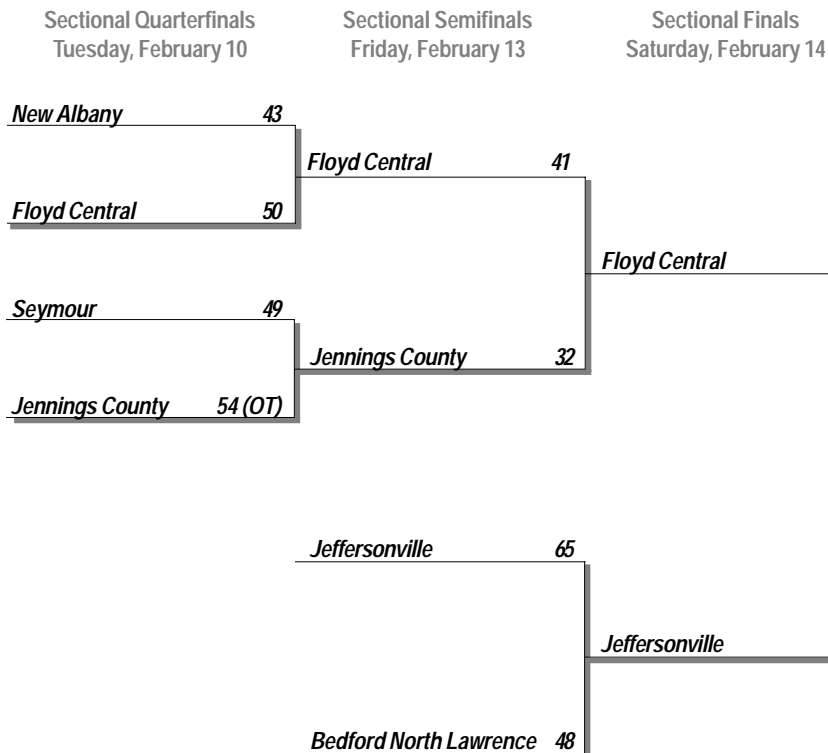 Sectional Quarterfinals
Tuesday, February 10
Sectional Semifinals
Friday, February 13
Sectional Finals
Saturday, February 14
New Albany 43
Floyd Central 41
Floyd Central 50
Floyd Central
Seymour 49
Jennings County 32
Jennings County 54 (OT)
Jeffersonville 65
Jeffersonville
Bedford North Lawrence 48